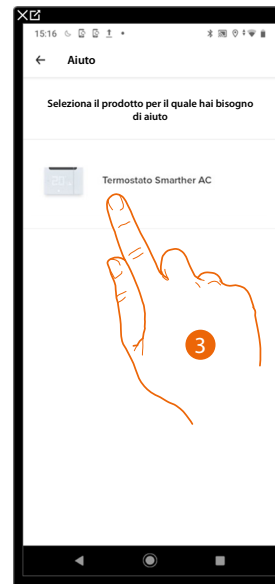 15:16
Aiuto
Seleziona il prodotto per il quale hai bisogno
di aiuto
Termostato Smarther AC
3